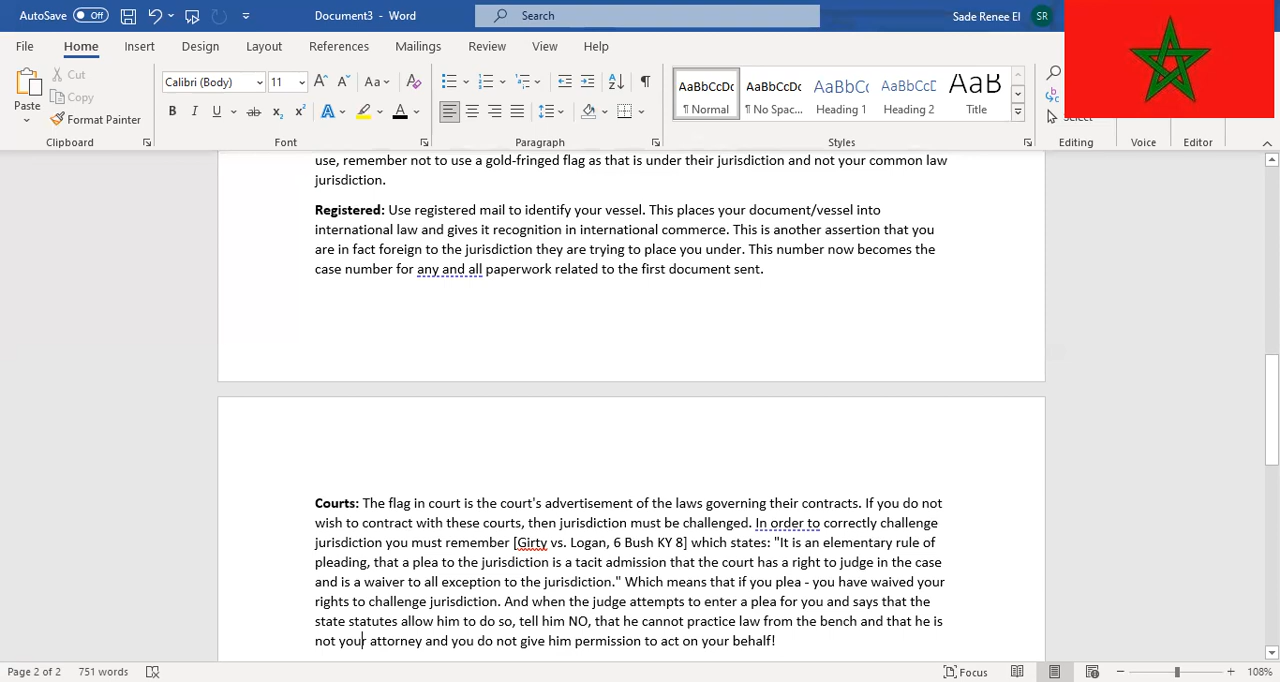 AutoSave Off Document3 - Word Search Sade Renee El SR
File Home Insert Design Layout References Mailings Review View Help
Paste Cut Copy Format Painter Calibri (Body) 11 Aa AaBbCcDc AaBbCcDc AaBbCc AaBbCcD AaB
¶ Normal ¶ No Spac... Heading 1 Heading 2 Title
Clipboard Font Paragraph Styles Editing Voice Editor
use, remember not to use a gold-fringed flag as that is under their jurisdiction and not your common law
jurisdiction.
Registered: Use registered mail to identify your vessel. This places your document/vessel into
international law and gives it recognition in international commerce. This is another assertion that you
are in fact foreign to the jurisdiction they are trying to place you under. This number now becomes the
case number for any and all paperwork related to the first document sent.
Courts: The flag in court is the court's advertisement of the laws governing their contracts. If you do not
wish to contract with these courts, then jurisdiction must be challenged. In order to correctly challenge
jurisdiction you must remember [Girty vs. Logan, 6 Bush KY 8] which states: "It is an elementary rule of
pleading, that a plea to the jurisdiction is a tacit admission that the court has a right to judge in the case
and is a waiver to all exception to the jurisdiction." Which means that if you plea - you have waived your
rights to challenge jurisdiction. And when the judge attempts to enter a plea for you and says that the
state statutes allow him to do so, tell him NO, that he cannot practice law from the bench and that he is
not your attorney and you do not give him permission to act on your behalf!
Page 2 of 2 751 words Focus 108%